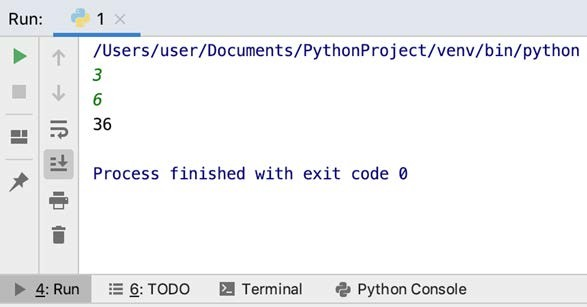 Run: 1 ×
/Users/user/Documents/PythonProject/venv/bin/python
3
6
36
Process finished with exit code 0
4: Run 6: TODO Terminal Python Console